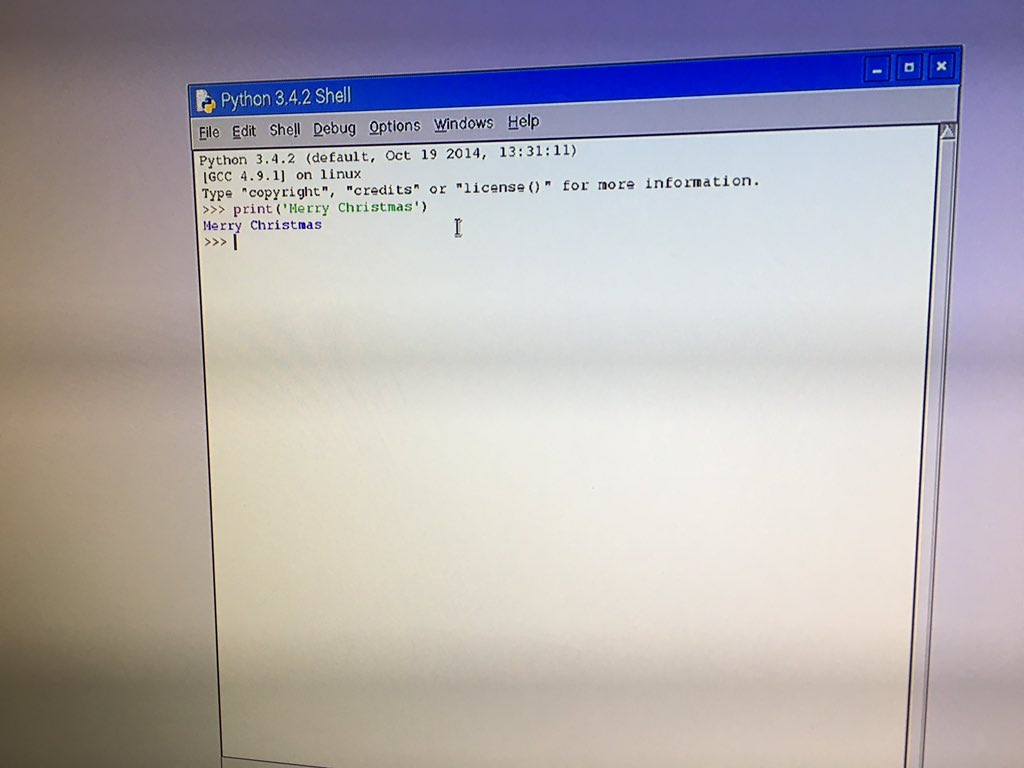 Python 3.4.2 Shell
File Edit Shell Debug Options Windows Help
Python 3.4.2 (default, Oct 19 2014, 13:31:11)
[GCC 4.9.1] on linux
Type "copyright", "credits" or "license()" for more information.
>>> print('Merry Christmas')
Merry Christmas
>>>